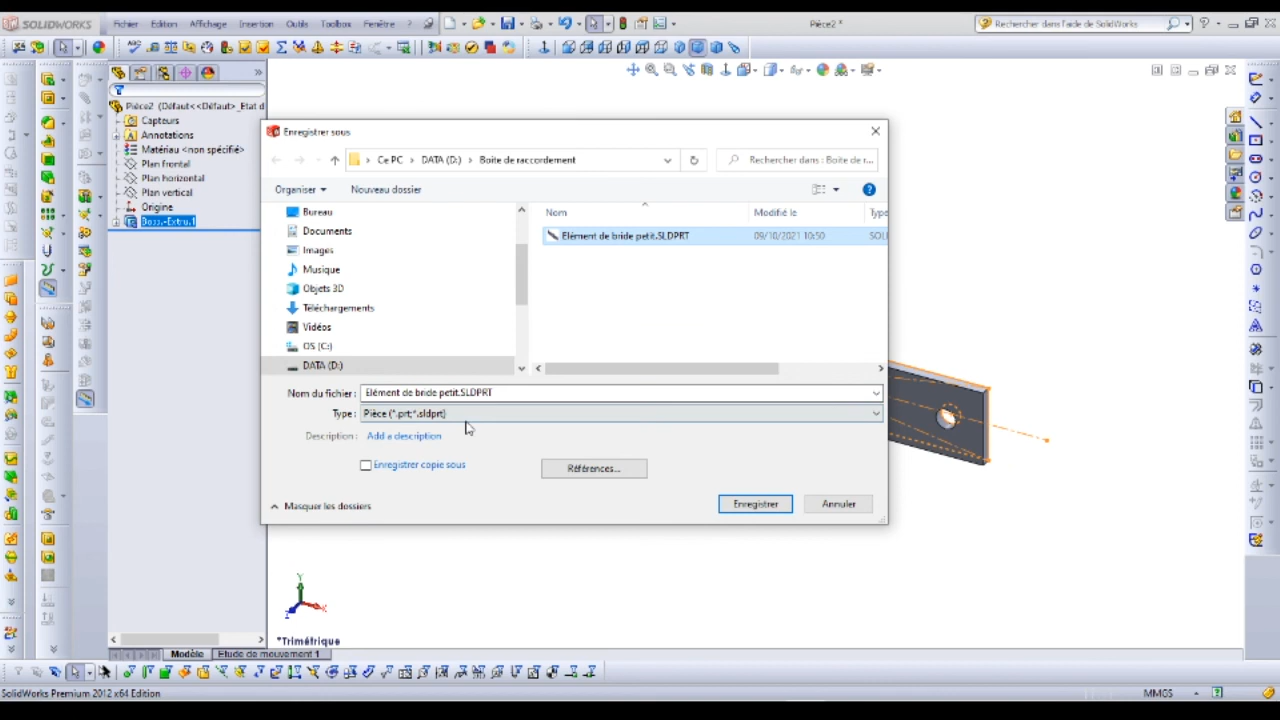 SOLIDWORKS
Fichier Edition Affichage Insertion Outils Toolbox Fenêtre ?
Pièce2 *
Rechercher dans l'aide de SolidWorks
Pièce2 (Défaut<<Défaut>_Etat d
Capteurs
Annotations
Matériau <non spécifié>
Plan frontal
Plan horizontal
Plan vertical
Origine
Boss.-Extru.1
Enregistrer sous
Ce PC > DATA (D:) > Boite de raccordement
Rechercher dans : Boite de r...
Organiser
Nouveau dossier
Bureau
Documents
Images
Musique
Objets 3D
Téléchargements
Vidéos
OS (C:)
DATA (D:)
Nom Modifié le Type
Elément de bride petit.SLDPRT 09/10/2021 10:50 SOLI
Nom du fichier : Elément de bride petit.SLDPRT
Type : Pièce (*.prt;*.sldprt)
Description : Add a description
Enregistrer copie sous
Références...
Masquer les dossiers
Enregistrer
Annuler
Y
X
Z
*Trimétrique
Modèle
Etude de mouvement 1
SolidWorks Premium 2012 x64 Edition
MMGS